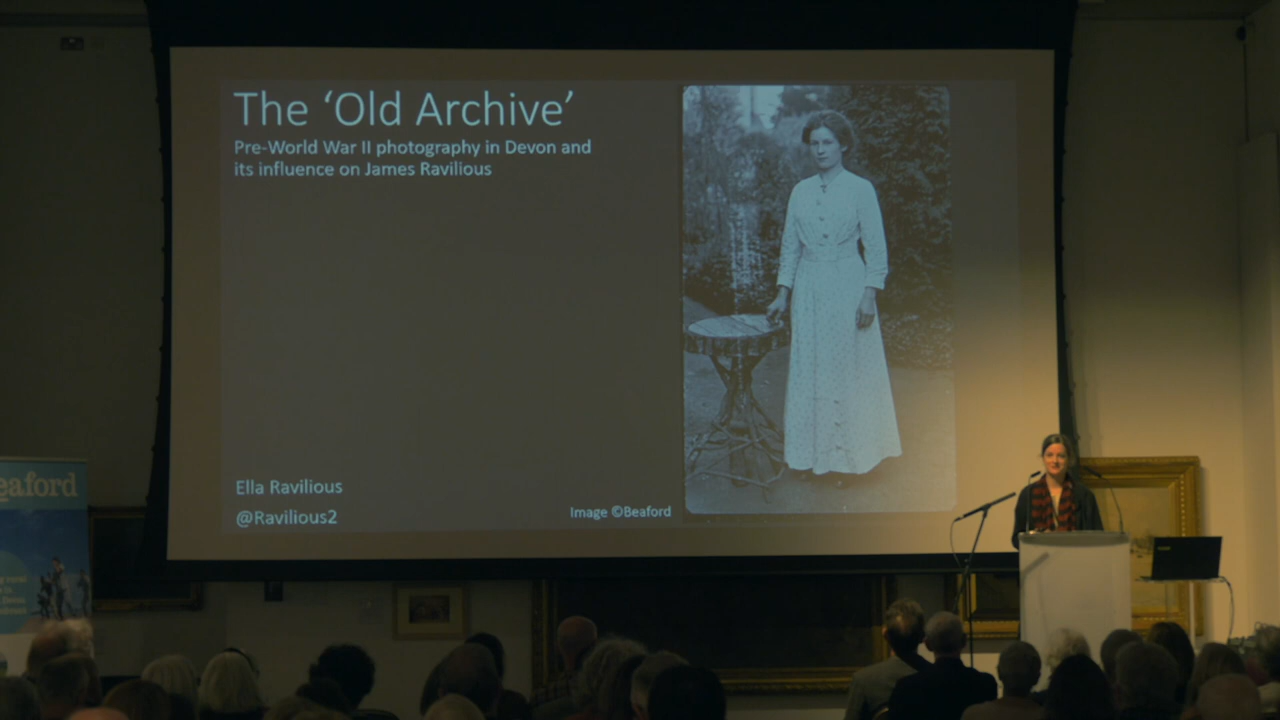 The ‘Old Archive’
Pre-World War II photography in Devon and
its influence on James Ravilious
Ella Ravilious
@Ravilious2
Image ©Beaford
eaford